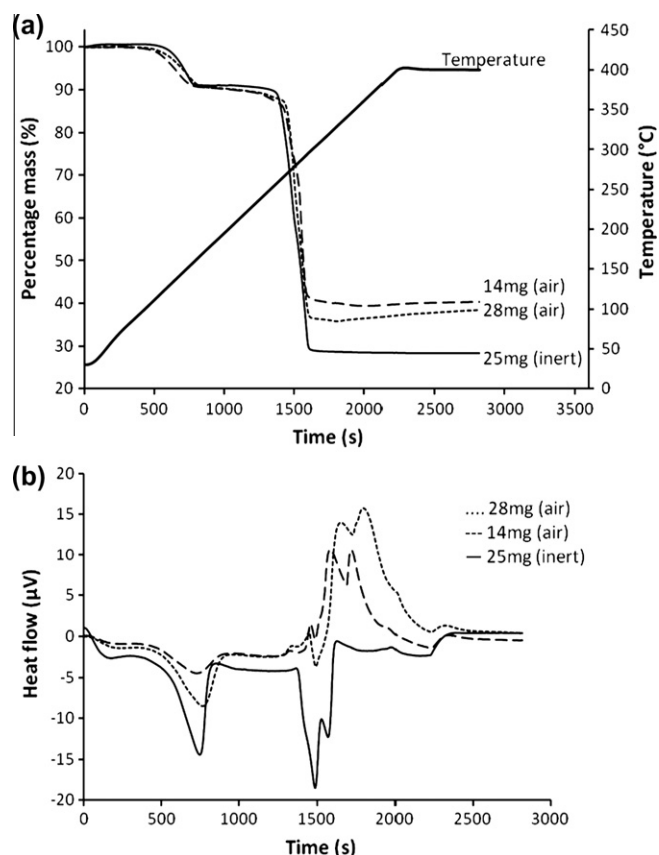 (a)
Percentage mass (%)
100
90
80
70
60
50
40
30
20
450
400
350
300
250
200
150
100
50
0
Temperature (°C)
Temperature
14mg (air)
28mg (air)
25mg (inert)
0 500 1000 1500 2000 2500 3000 3500
Time (s)
(b)
Heat flow (μV)
20
15
10
5
0
-5
-10
-15
-20
28mg (air)
14mg (air)
25mg (inert)
0 500 1000 1500 2000 2500 3000
Time (s)